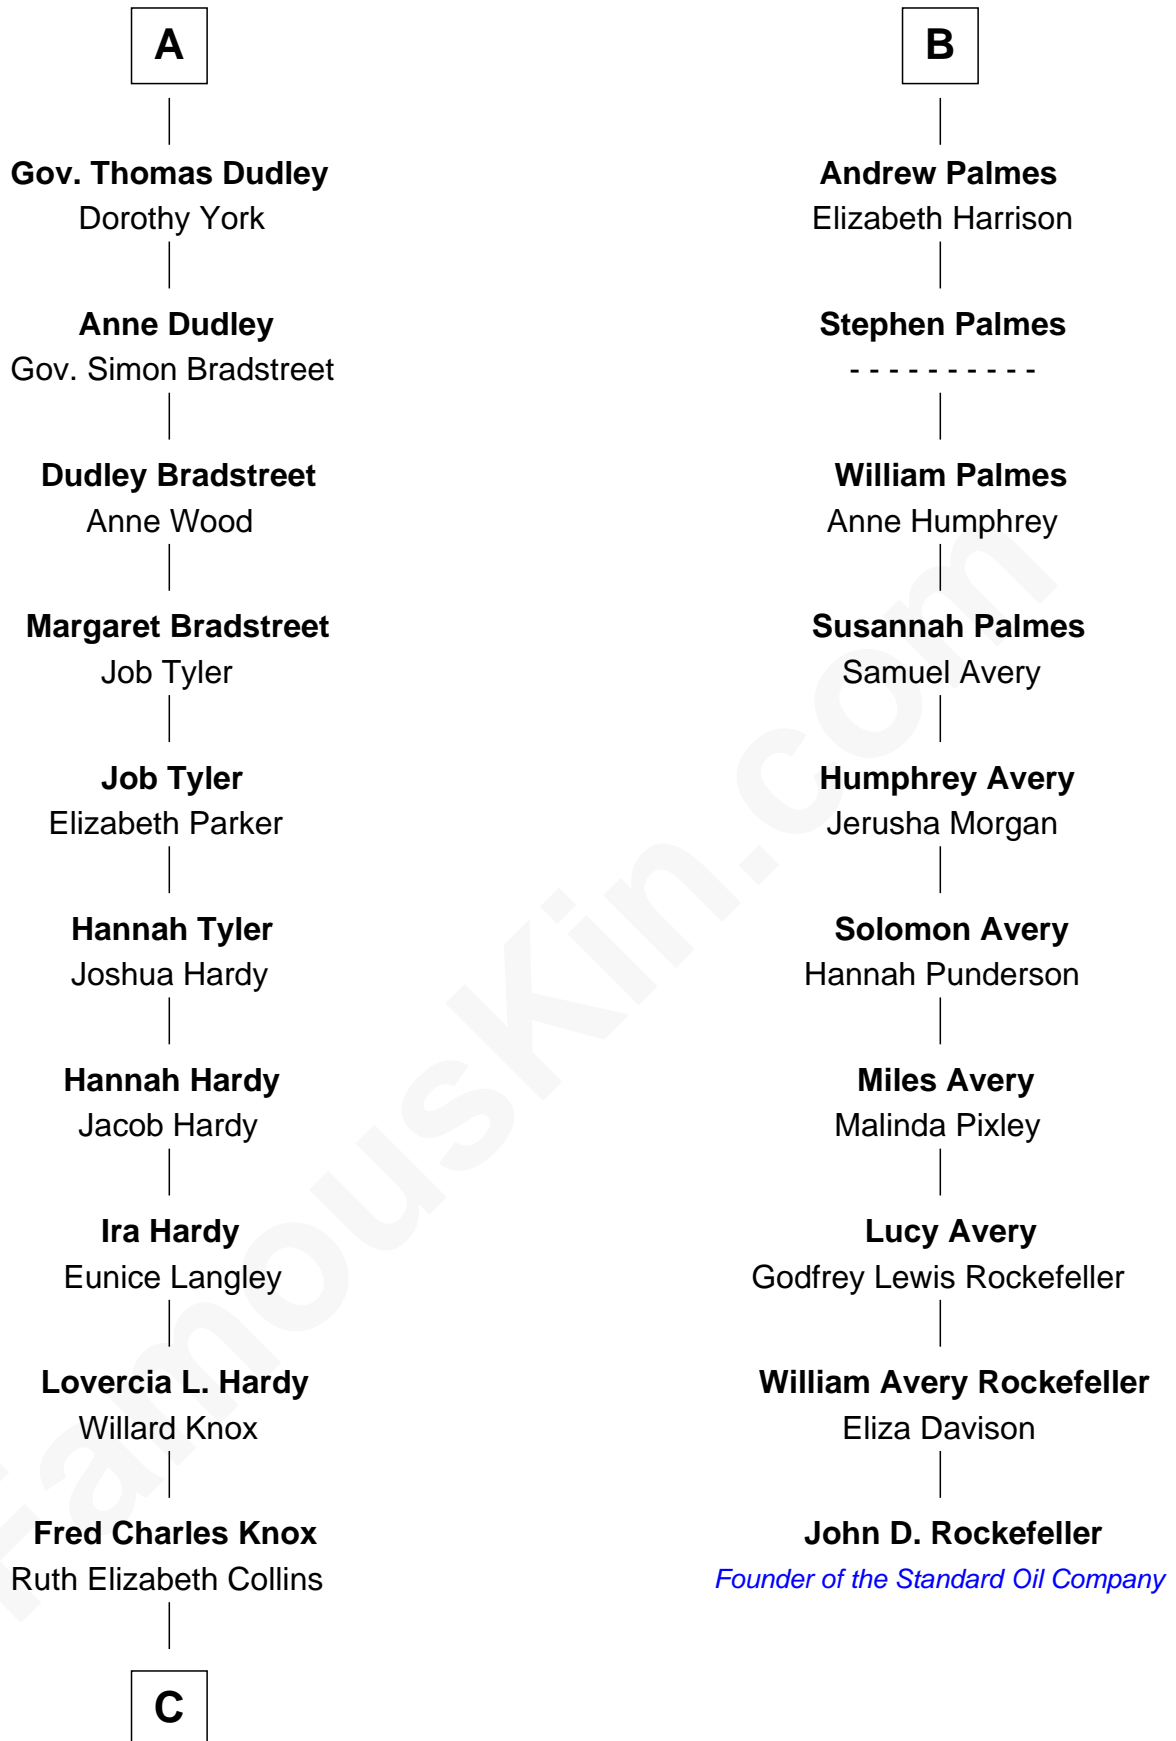 A
Gov. Thomas Dudley
Dorothy York
Anne Dudley
Gov. Simon Bradstreet
Dudley Bradstreet
Anne Wood
Margaret Bradstreet
Job Tyler
Job Tyler
Elizabeth Parker
Hannah Tyler
Joshua Hardy
Hannah Hardy
Jacob Hardy
Ira Hardy
Eunice Langley
Lovercia L. Hardy
Willard Knox
Fred Charles Knox
Ruth Elizabeth Collins
C
B
Andrew Palmes
Elizabeth Harrison
Stephen Palmes
- - - - - - - - - -
William Palmes
Anne Humphrey
Susannah Palmes
Samuel Avery
Humphrey Avery
Jerusha Morgan
Solomon Avery
Hannah Punderson
Miles Avery
Malinda Pixley
Lucy Avery
Godfrey Lewis Rockefeller
William Avery Rockefeller
Eliza Davison
John D. Rockefeller
Founder of the Standard Oil Company
FamousKin.com